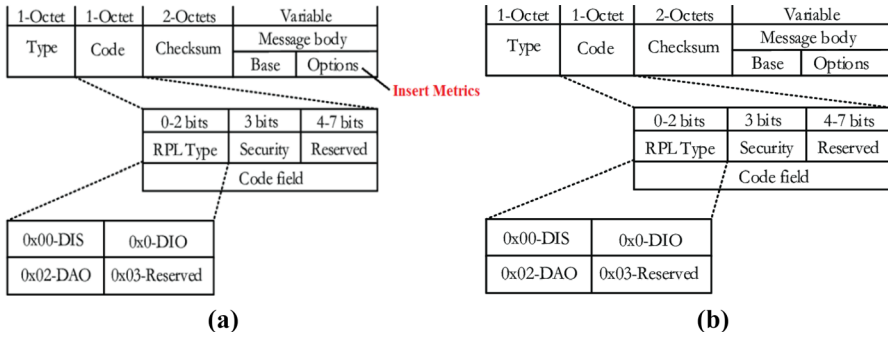 1-Octet 1-Octet 2-Octets Variable
Type Code Checksum Message body
Base Options
Insert Metrics
0-2 bits 3 bits 4-7 bits
RPL Type Security Reserved
Code field
0x00-DIS 0x0-DIO
0x02-DAO 0x03-Reserved
(a)
1-Octet 1-Octet 2-Octets Variable
Type Code Checksum Message body
Base Options
0-2 bits 3 bits 4-7 bits
RPL Type Security Reserved
Code field
0x00-DIS 0x0-DIO
0x02-DAO 0x03-Reserved
(b)